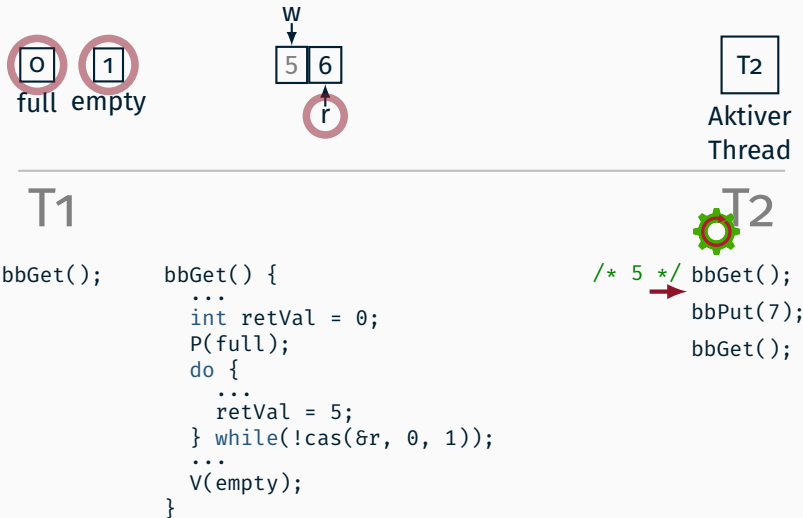 w
0 1 5 6 T2
full empty r Aktiver
Thread
T1 T2
bbGet(); bbGet() { /* 5 */ bbGet();
...
int retVal = 0; bbPut(7);
P(full);
do { bbGet();
...
retVal = 5;
} while(!cas(&r, 0, 1));
...
V(empty);
}